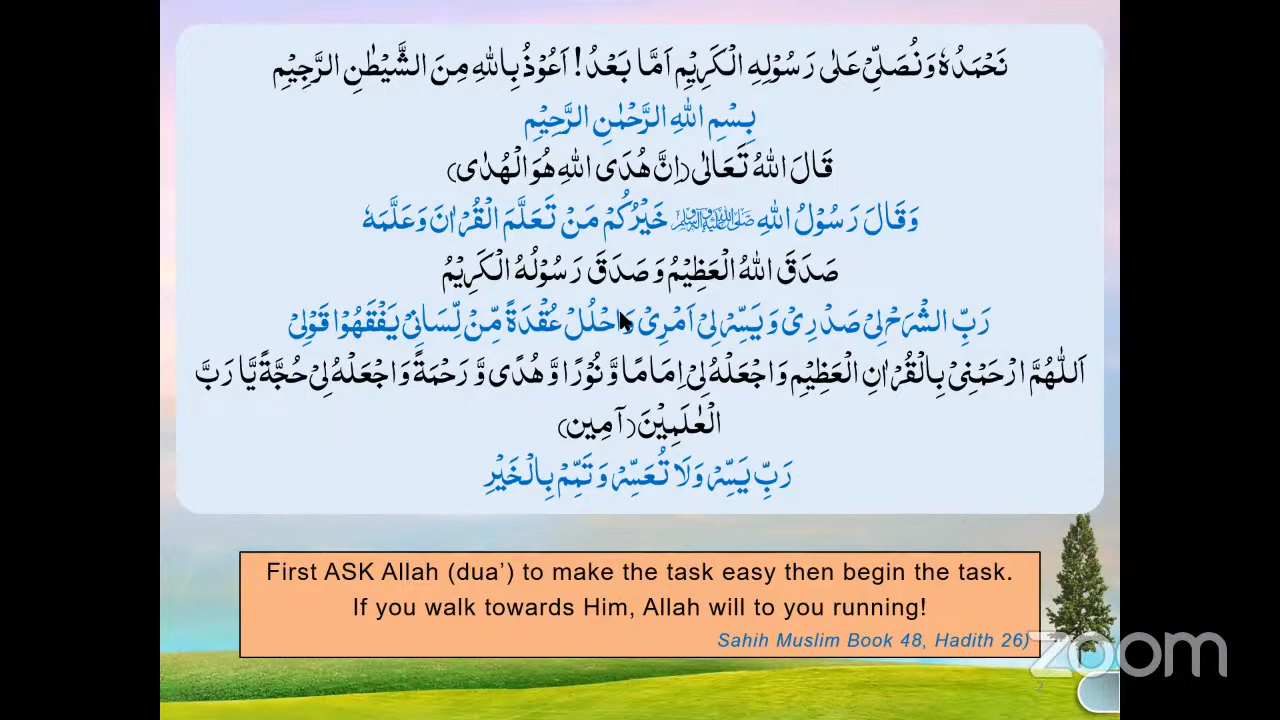 نَحْمَدُهٗ وَنُصَلِّیْ عَلٰی رَسُوْلِهِ الْكَرِیْمِ اَمَّا بَعْدُ! اَعُوْذُ بِاللّٰهِ مِنَ الشَّیْطٰنِ الرَّجِیْمِ
بِسْمِ اللّٰهِ الرَّحْمٰنِ الرَّحِیْمِ
قَالَ اللّٰهُ تَعَالٰی (اِنَّ هُدَی اللّٰهِ هُوَ الْهُدٰی)
وَقَالَ رَسُوْلُ اللّٰهِ ﷺ خَیْرُكُمْ مَنْ تَعَلَّمَ الْقُرْاٰنَ وَعَلَّمَهٗ
صَدَقَ اللّٰهُ الْعَظِیْمُ وَ صَدَقَ رَسُوْلُهُ الْكَرِیْمُ
رَبِّ اشْرَحْ لِیْ صَدْرِیْ وَ یَسِّرْ لِیْ اَمْرِیْ وَاحْلُلْ عُقْدَةً مِّنْ لِّسَانِیْ یَفْقَهُوْا قَوْلِیْ
اَللّٰهُمَّ ارْحَمْنِیْ بِالْقُرْاٰنِ الْعَظِیْمِ وَاجْعَلْهُ لِیْ اِمَامًا وَّ نُوْرًا وَّ هُدًی وَّ رَحْمَةً وَاجْعَلْهُ لِیْ حُجَّةً یَّا رَبَّ
الْعٰلَمِیْنَ (آمِین)
رَبِّ یَسِّرْ وَلَا تُعَسِّرْ وَ تَمِّمْ بِالْخَیْرِ
First ASK Allah (dua’) to make the task easy then begin the task.
If you walk towards Him, Allah will to you running!
Sahih Muslim Book 48, Hadith 26)
zoom
2